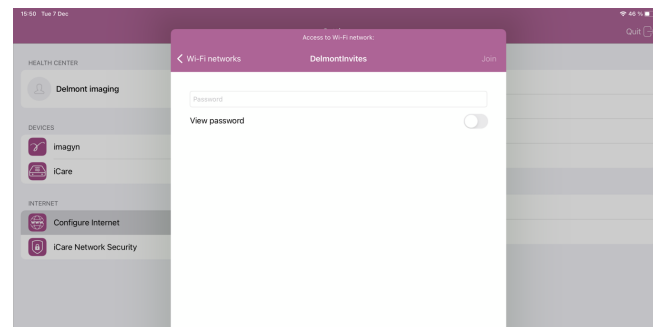 15:50 Tue 7 Dec
46 %
Access to Wi-Fi network:
Quit
Wi-Fi networks
DelmontInvites
Join
HEALTH CENTER
Delmont imaging
Password
View password
DEVICES
imagyn
iCare
INTERNET
www
Configure Internet
iCare Network Security